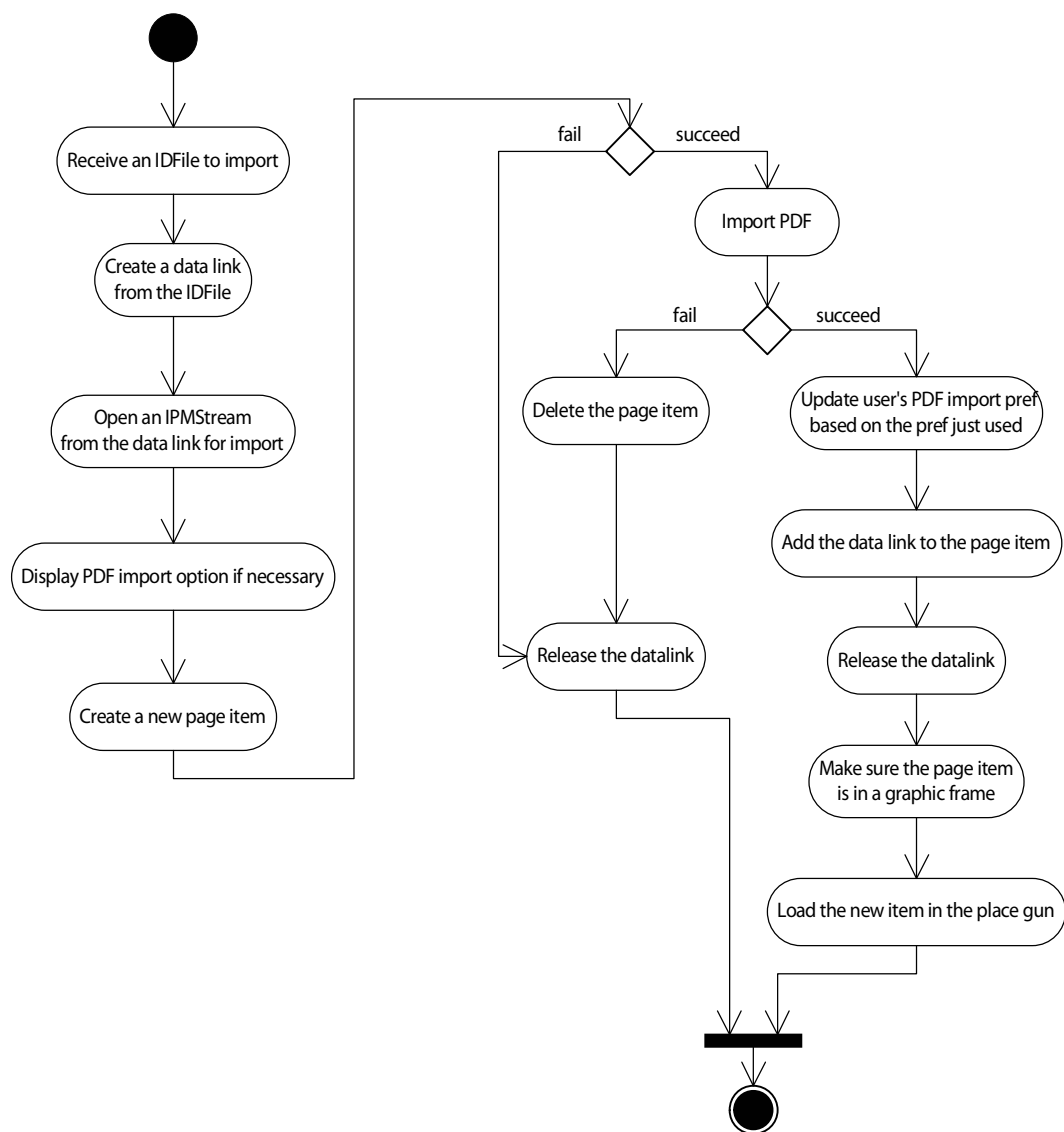 Receive an IDFile to import
Create a data link
from the IDFile
Open an IPMStream
from the data link for import
Display PDF import option if necessary
Create a new page item
fail
succeed
Import PDF
fail
succeed
Delete the page item
Release the datalink
Update user's PDF import pref
based on the pref just used
Add the data link to the page item
Release the datalink
Make sure the page item
is in a graphic frame
Load the new item in the place gun